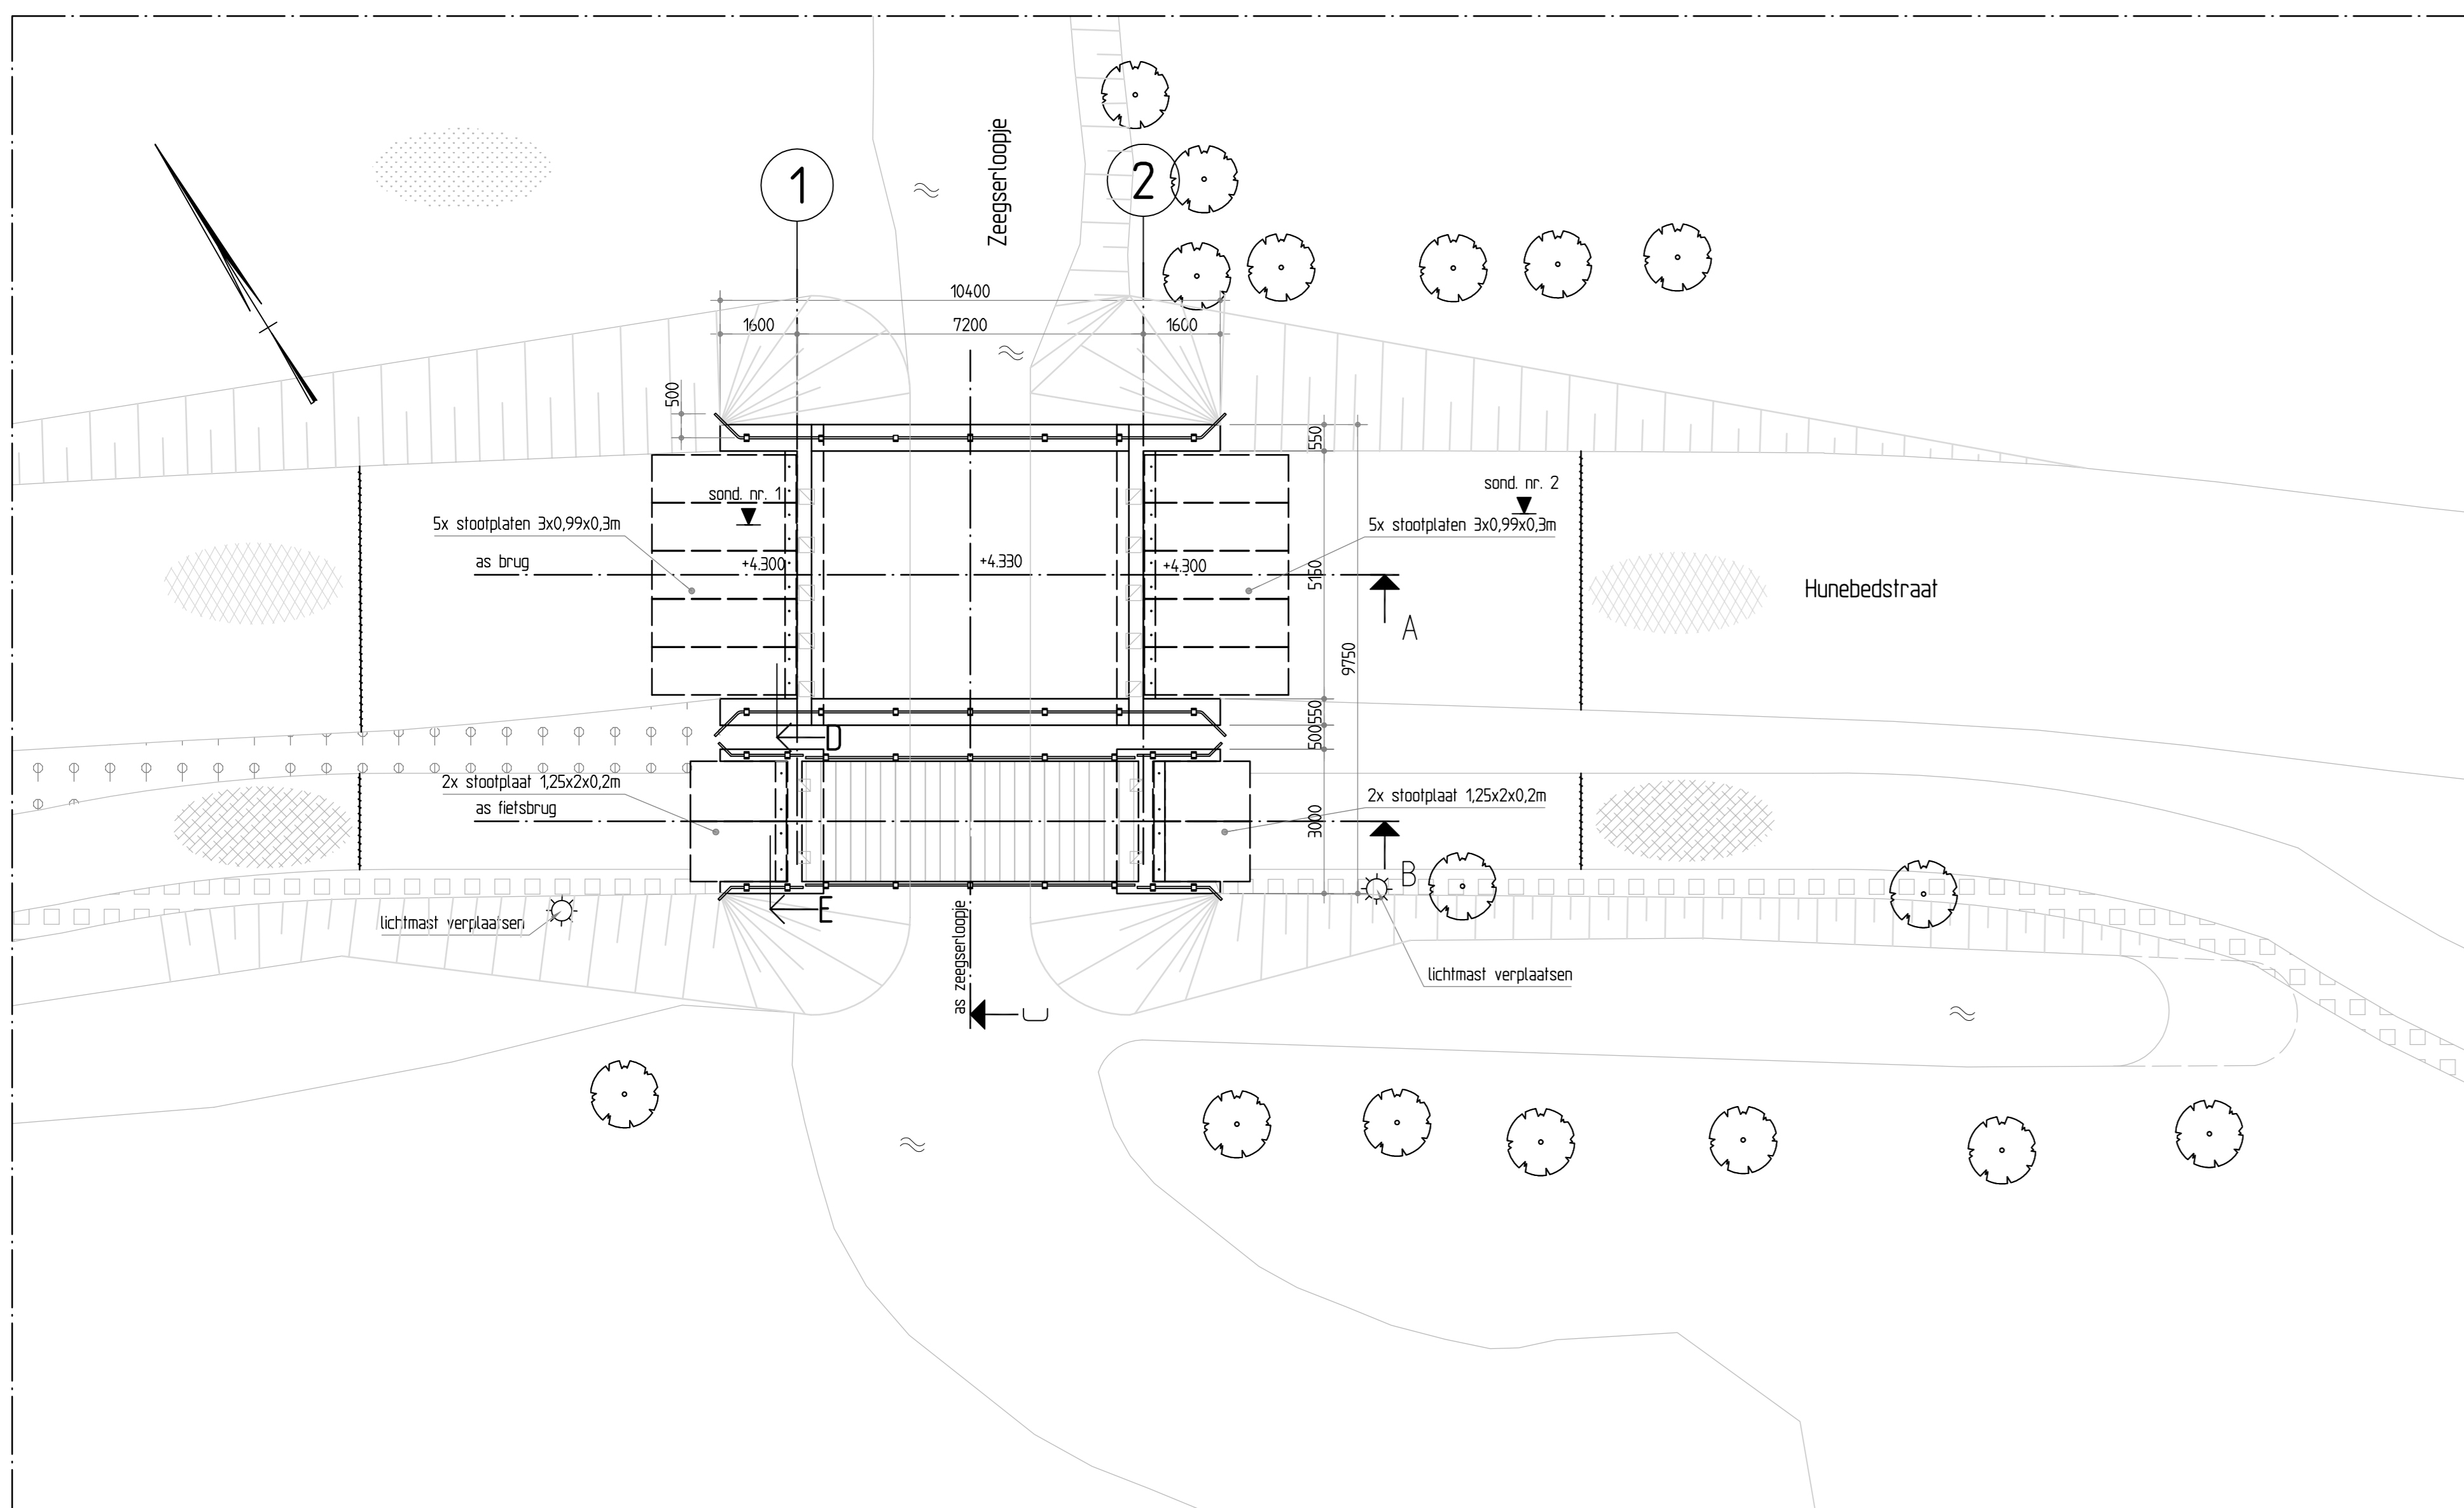 Zeegserloopje
1
2
10400
1600
7200
1600
500
550
sond. nr. 1
sond. nr. 2
5x stootplaten 3x0,99x0,3m
5x stootplaten 3x0,99x0,3m
as brug
+4.300
+4.330
+4.300
5150
Hunebedstraat
A
9750
550
D
500
2x stootplaat 1,25x2x0,2m
2x stootplaat 1,25x2x0,2m
as fietsbrug
3000
B
E
lichtmast verplaatsen
as zeegserloopje
lichtmast verplaatsen
C